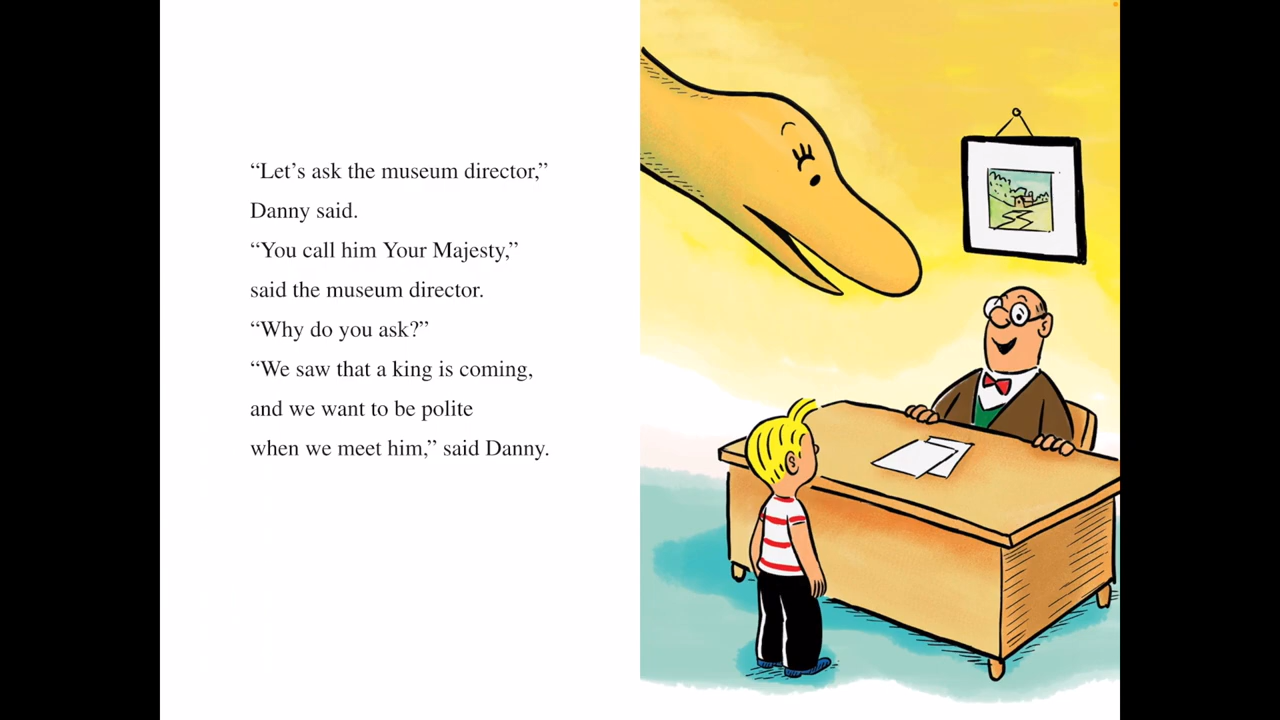 “Let’s ask the museum director,”
Danny said.
“You call him Your Majesty,”
said the museum director.
“Why do you ask?”
“We saw that a king is coming,
and we want to be polite
when we meet him,” said Danny.